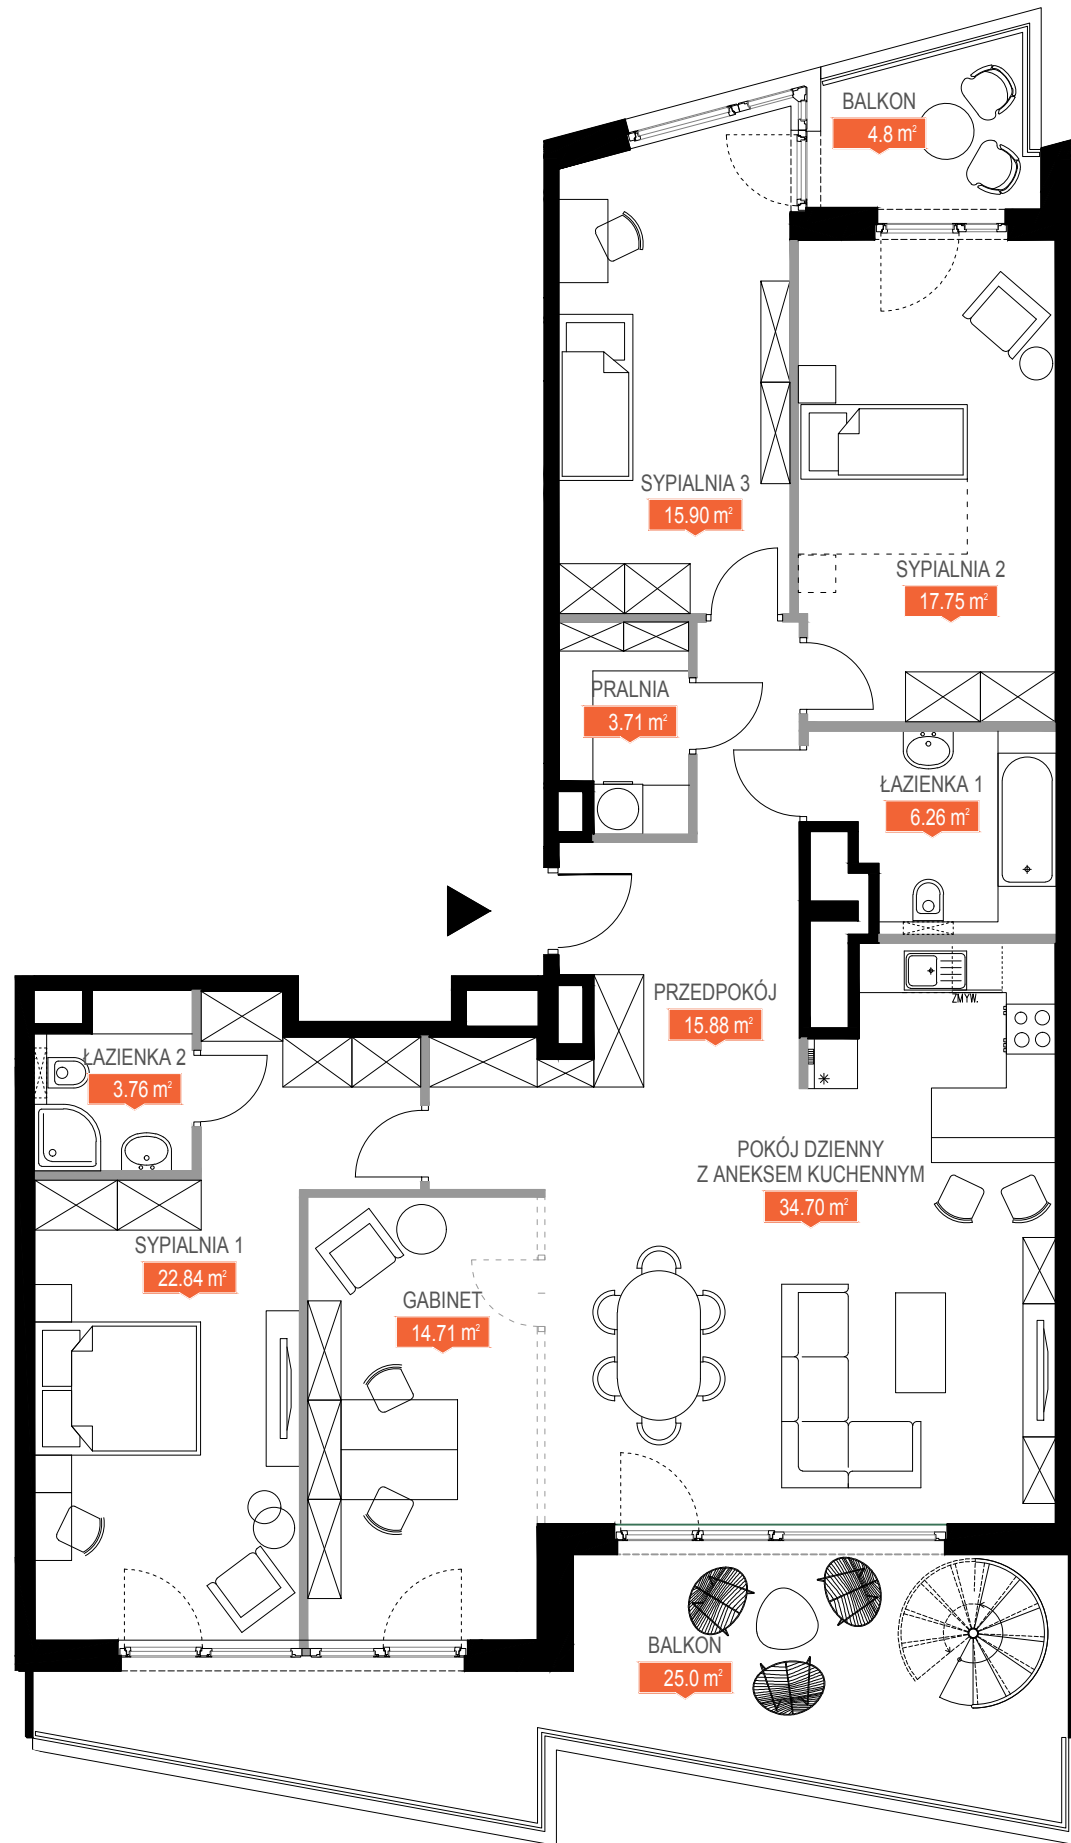 BALKON
4.8 m²
SYPIALNIA 3
15.90 m²
SYPIALNIA 2
17.75 m²
PRALNIA
3.71 m²
ŁAZIENKA 1
6.26 m²
PRZEDPOKÓJ
15.88 m²
ZMYW.
ŁAZIENKA 2
3.76 m²
POKÓJ DZIENNY
Z ANEKSEM KUCHENNYM
34.70 m²
SYPIALNIA 1
22.84 m²
GABINET
14.71 m²
BALKON
25.0 m²